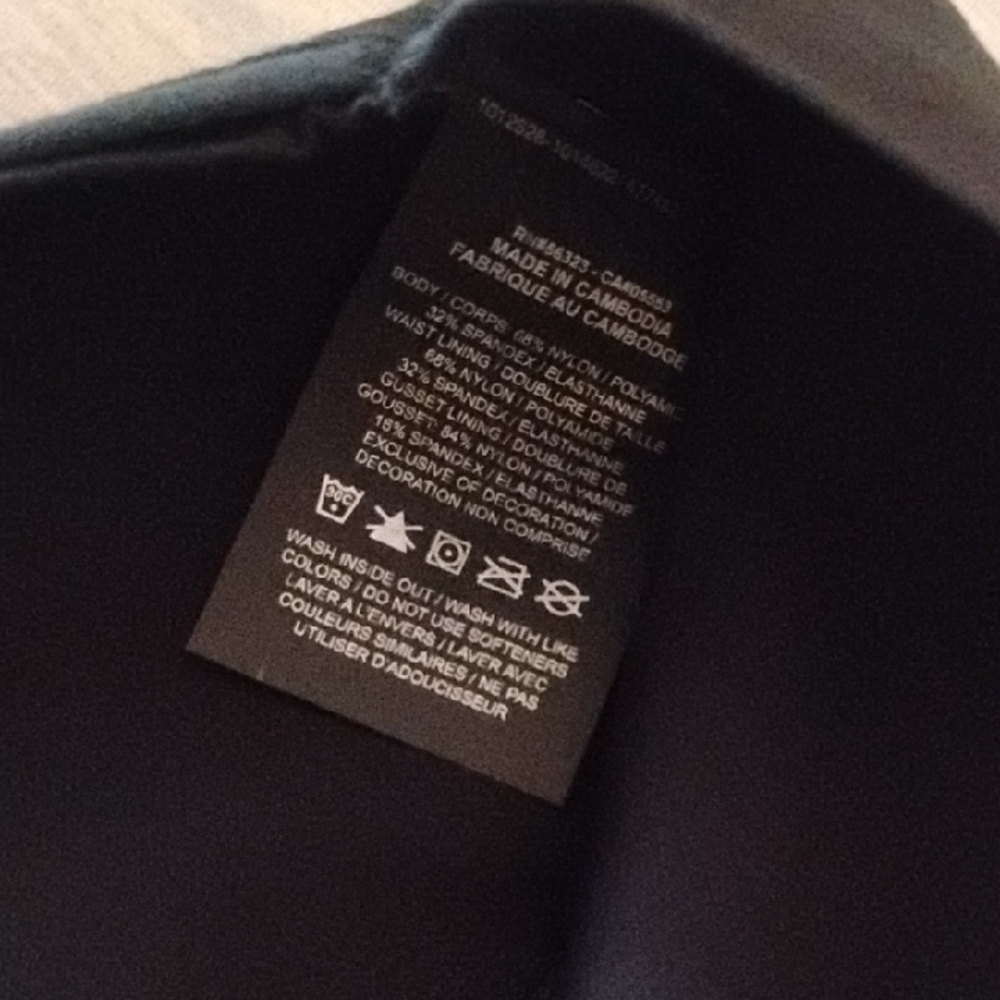 MADE IN CAMBODIA
FABRIQUE AU CAMBODGE
BODY / CORPS: 68% NYLON / POLYAMIDE
32% SPANDEX / ELASTHANNE
WAIST LINING / DOUBLURE DE TAILLE
68% NYLON / POLYAMIDE
32% SPANDEX / ELASTHANNE
GUSSET LINING / DOUBLURE DE
GOUSSET: 84% NYLON / POLYAMIDE
16% SPANDEX / ELASTHANNE
EXCLUSIVE OF DECORATION /
DECORATION NON COMPRISE
30C
WASH INSIDE OUT / WASH WITH LIKE
COLORS / DO NOT USE SOFTENERS
LAVER A L'ENVERS / LAVER AVEC
COULEURS SIMILAIRES / NE PAS
UTILISER D'ADOUCISSEUR